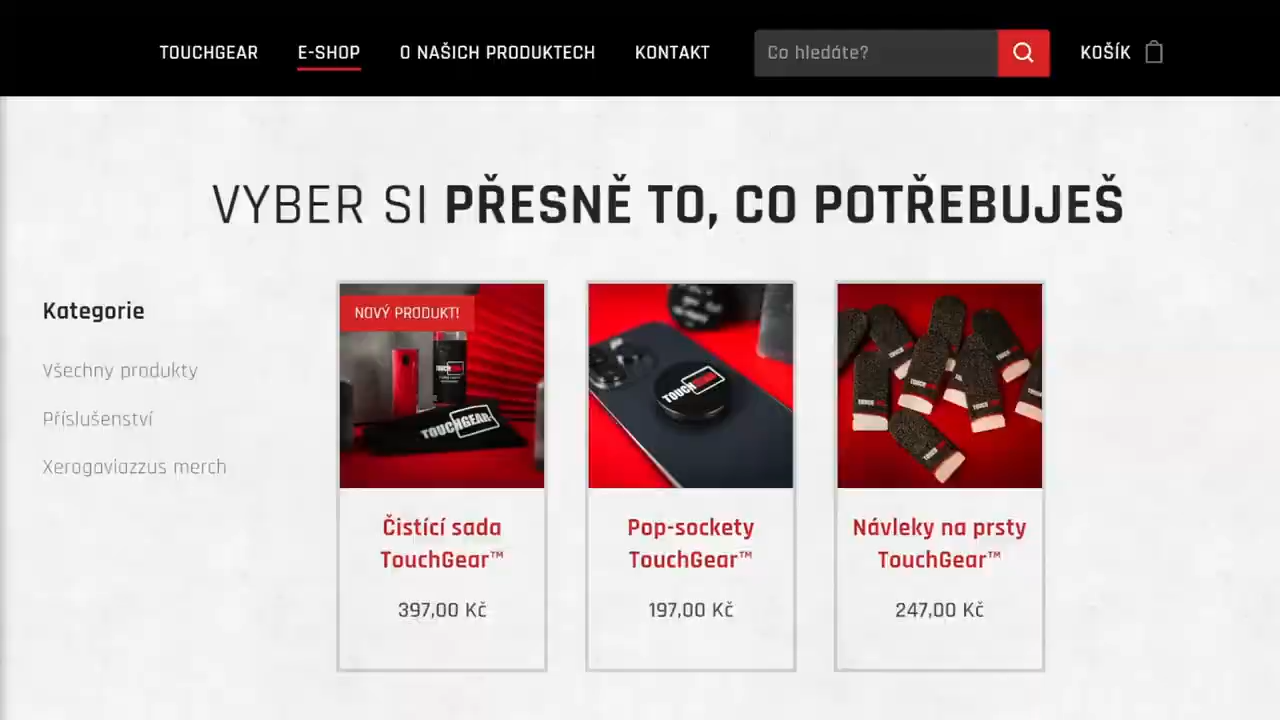 TOUCHGEAR
E-SHOP
O NAŠICH PRODUKTECH
KONTAKT
Co hledáte?
KOŠÍK
VYBER SI PŘESNĚ TO, CO POTŘEBUJEŠ
Kategorie
Všechny produkty
Příslušenství
Xerogaviazzus merch
NOVÝ PRODUKT!
TOUCHGEAR
Čistící sada
TouchGear™
397,00 Kč
TOUCHGEAR
Pop-sockety
TouchGear™
197,00 Kč
Návleky na prsty
TouchGear™
247,00 Kč